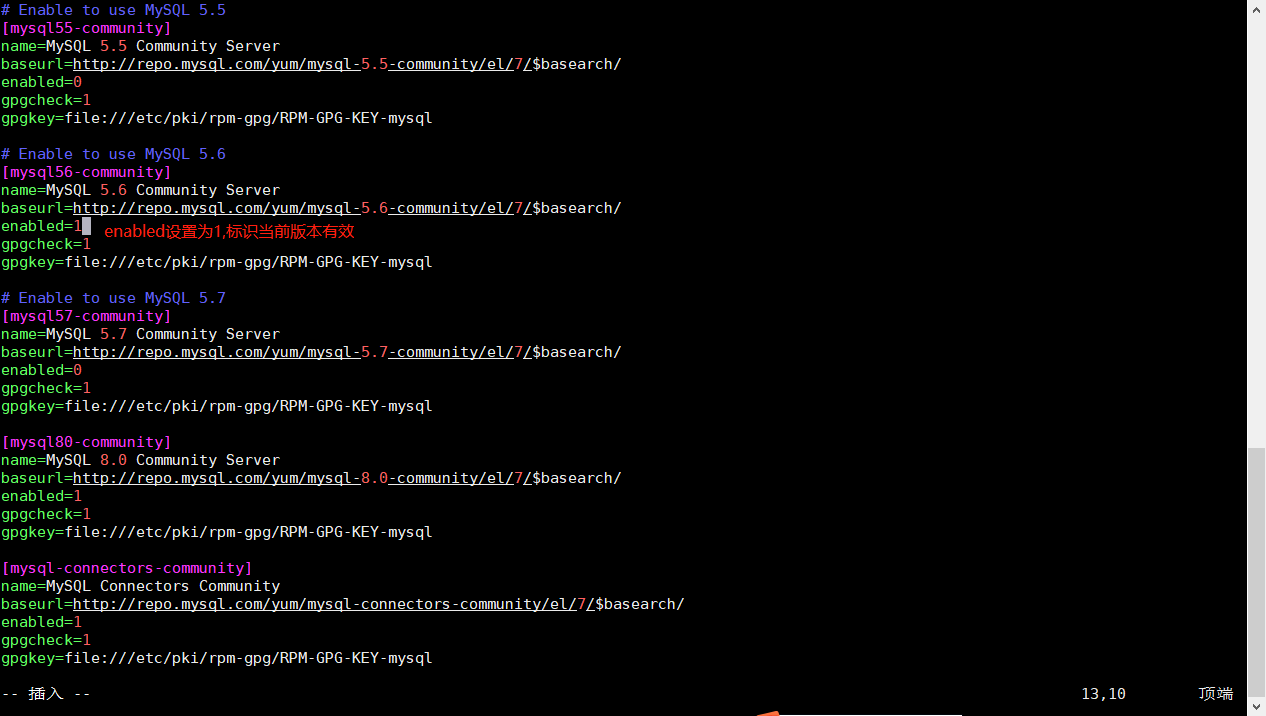 # Enable to use MySQL 5.5
[mysql55-community]
name=MySQL 5.5 Community Server
baseurl=http://repo.mysql.com/yum/mysql-5.5-community/el/7/$basearch/
enabled=0
gpgcheck=1
gpgkey=file:///etc/pki/rpm-gpg/RPM-GPG-KEY-mysql
# Enable to use MySQL 5.6
[mysql56-community]
name=MySQL 5.6 Community Server
baseurl=http://repo.mysql.com/yum/mysql-5.6-community/el/7/$basearch/
enabled=1 enabled设置为1,标识当前版本有效
gpgcheck=1
gpgkey=file:///etc/pki/rpm-gpg/RPM-GPG-KEY-mysql
# Enable to use MySQL 5.7
[mysql57-community]
name=MySQL 5.7 Community Server
baseurl=http://repo.mysql.com/yum/mysql-5.7-community/el/7/$basearch/
enabled=0
gpgcheck=1
gpgkey=file:///etc/pki/rpm-gpg/RPM-GPG-KEY-mysql
[mysql80-community]
name=MySQL 8.0 Community Server
baseurl=http://repo.mysql.com/yum/mysql-8.0-community/el/7/$basearch/
enabled=1
gpgcheck=1
gpgkey=file:///etc/pki/rpm-gpg/RPM-GPG-KEY-mysql
[mysql-connectors-community]
name=MySQL Connectors Community
baseurl=http://repo.mysql.com/yum/mysql-connectors-community/el/7/$basearch/
enabled=1
gpgcheck=1
gpgkey=file:///etc/pki/rpm-gpg/RPM-GPG-KEY-mysql
-- 插入 -- 13,10 顶端